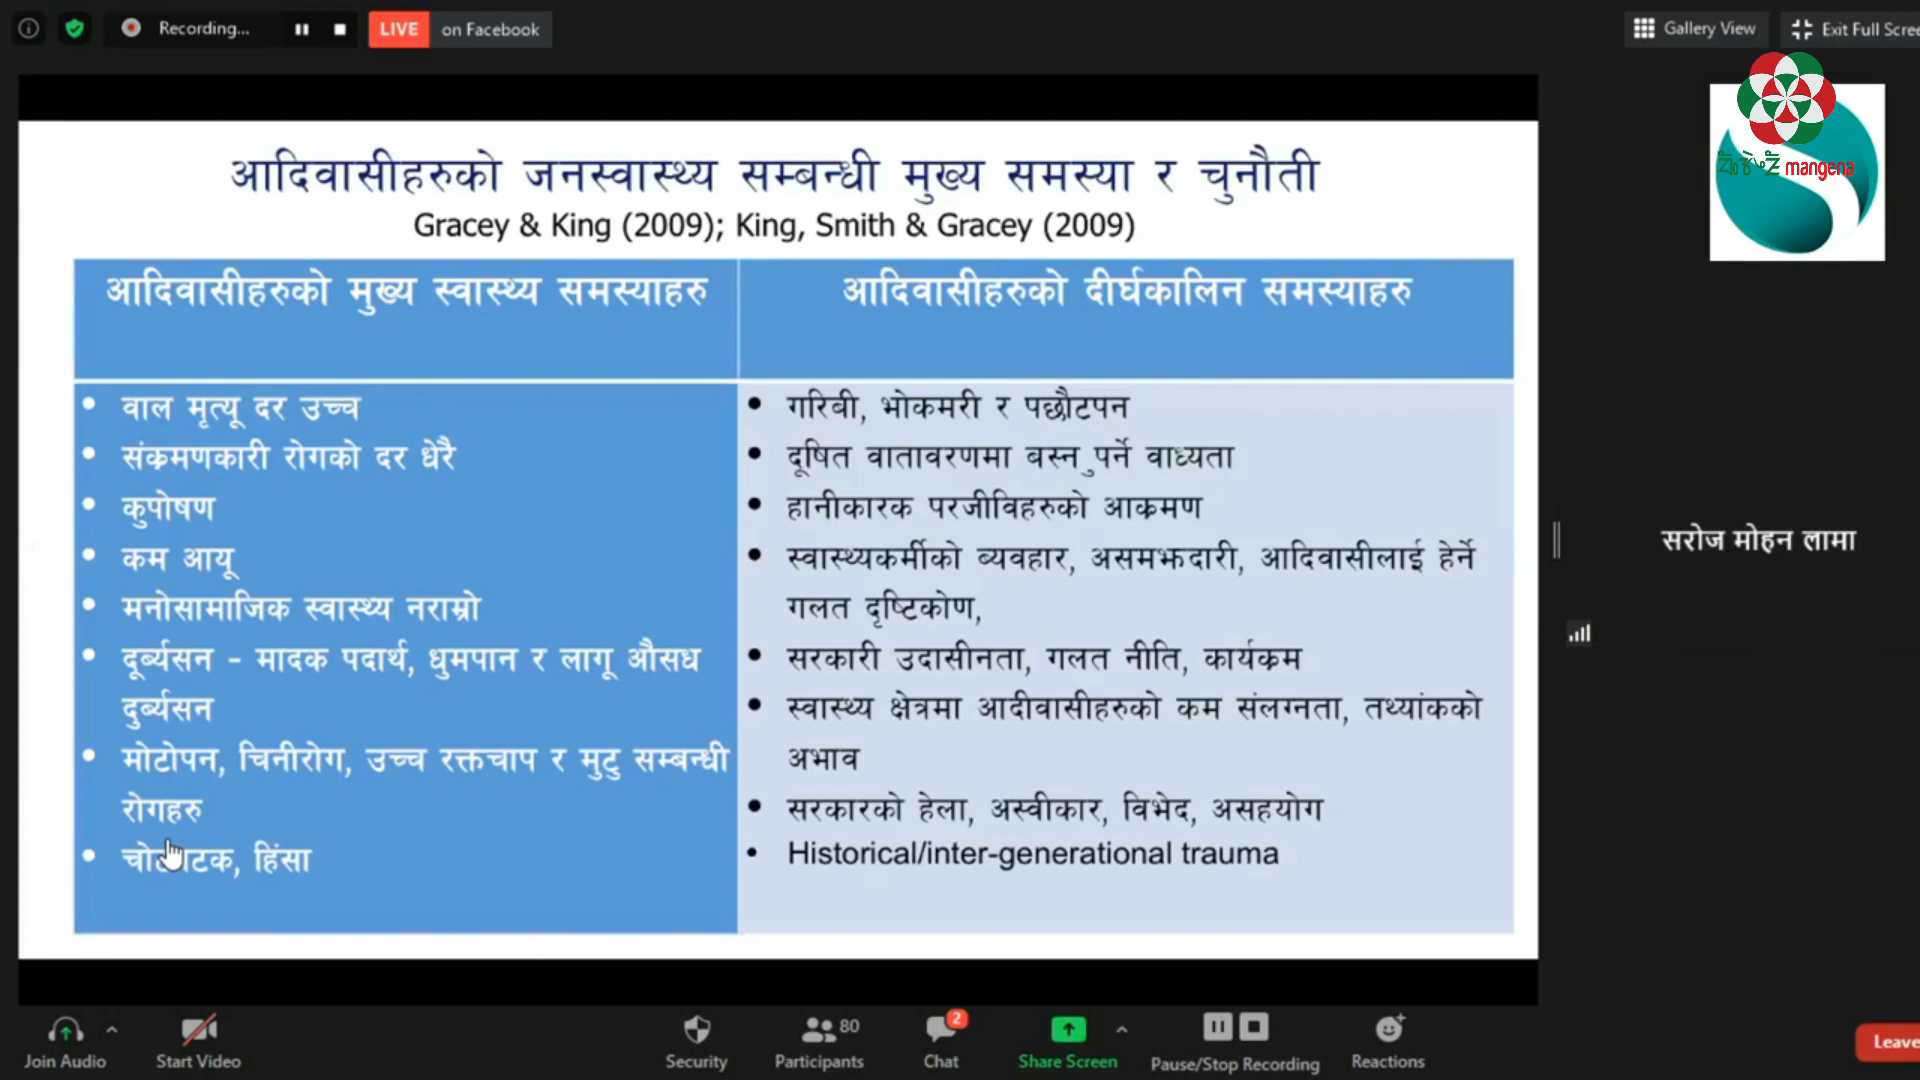 Recording...
LIVE on Facebook
Gallery View
Exit Full Scree
mangena
आदिवासीहरुको जनस्वास्थ्य सम्बन्धी मुख्य समस्या र चुनौती
Gracey & King (2009); King, Smith & Gracey (2009)
आदिवासीहरुको मुख्य स्वास्थ्य समस्याहरु
• वाल मृत्यू दर उच्च
• संक्रमणकारी रोगको दर धेरै
• कुपोषण
• कम आयू
• मनोसामाजिक स्वास्थ्य नराम्रो
• दूर्ब्यसन - मादक पदार्थ, धुमपान र लागू औसध
दुर्ब्यसन
• मोटोपन, चिनीरोग, उच्च रक्तचाप र मुटु सम्बन्धी
रोगहरु
• हिंसा
आदिवासीहरुको दीर्घकालिन समस्याहरु
• गरिबी, भोकमरी र पछौटपन
• दूषित वातावरणमा बस्नुपर्ने वाध्यता
• हानीकारक परजीविहरुको आक्रमण
• स्वास्थ्यकर्मीको ब्यवहार, असमझदारी, आदिवासीलाई हेर्ने
गलत दृष्टिकोण,
• सरकारी उदासीनता, गलत नीति, कार्यक्रम
• स्वास्थ्य क्षेत्रमा आदीवासीहरुको कम संलग्नता, तथ्यांकको
अभाव
• सरकारको हेला, अस्वीकार, विभेद, असहयोग
• Historical/inter-generational trauma
सरोज मोहन लामा
Join Audio
Start Video
Security
Participants 80
Chat 2
Share Screen
Pause/Stop Recording
Reactions
Leave